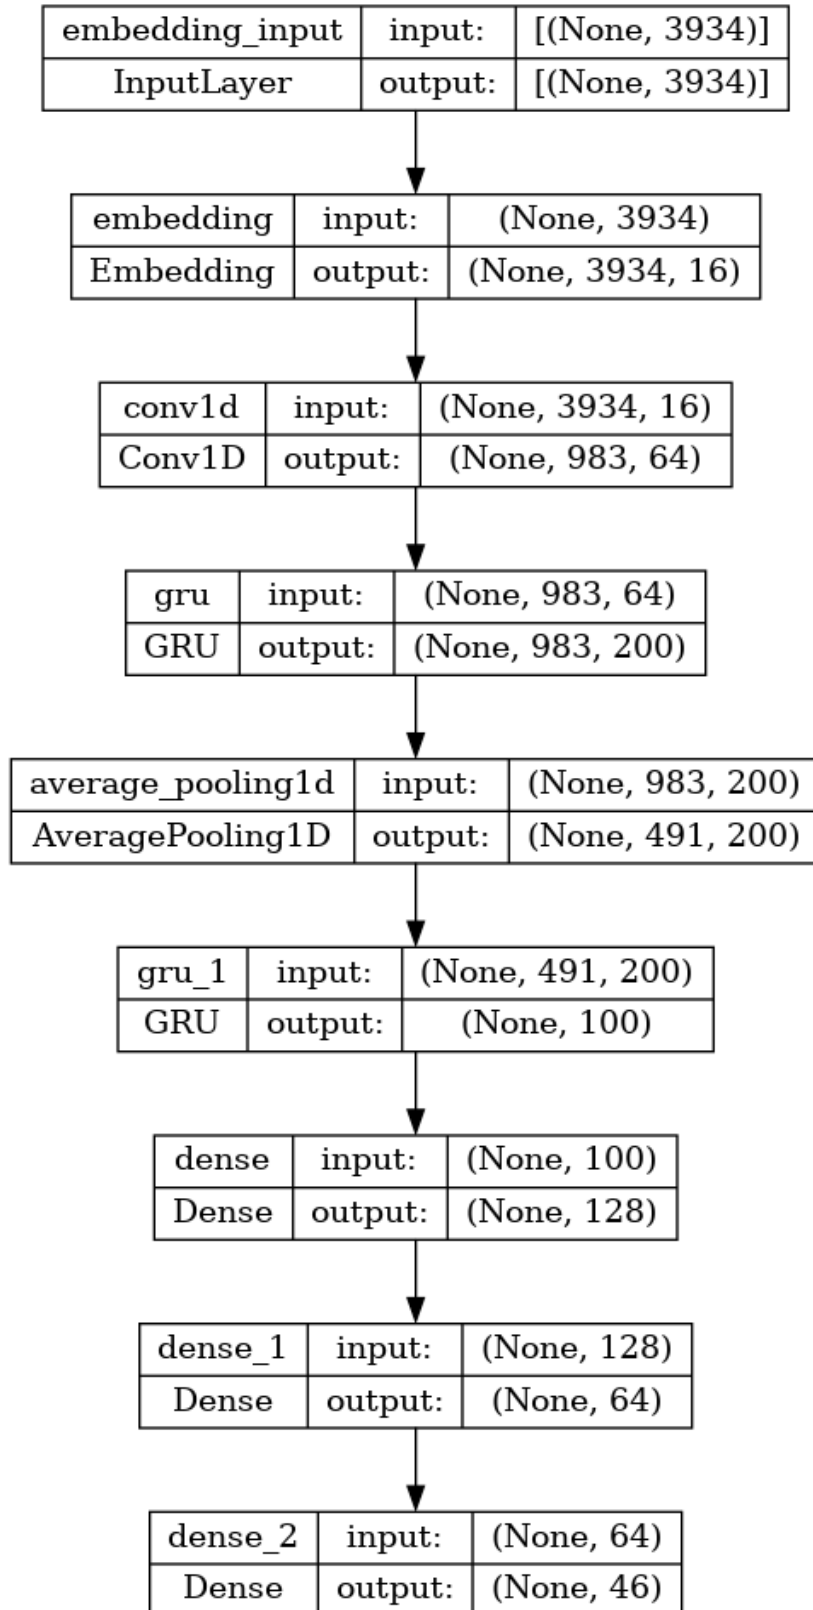 embedding_input input: [(None, 3934)]
InputLayer output: [(None, 3934)]
embedding input: (None, 3934)
Embedding output: (None, 3934, 16)
conv1d input: (None, 3934, 16)
Conv1D output: (None, 983, 64)
gru input: (None, 983, 64)
GRU output: (None, 983, 200)
average_pooling1d input: (None, 983, 200)
AveragePooling1D output: (None, 491, 200)
gru_1 input: (None, 491, 200)
GRU output: (None, 100)
dense input: (None, 100)
Dense output: (None, 128)
dense_1 input: (None, 128)
Dense output: (None, 64)
dense_2 input: (None, 64)
Dense output: (None, 46)